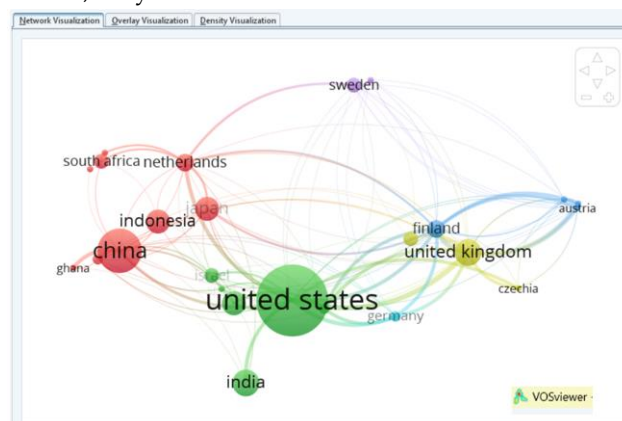 Network Visualization Overlay Visualization Density Visualization
sweden
south africa netherlands
japan
indonesia
austria
finland
china
united kingdom
ghana
israel
czechia
united states
germany
india
VOSviewer